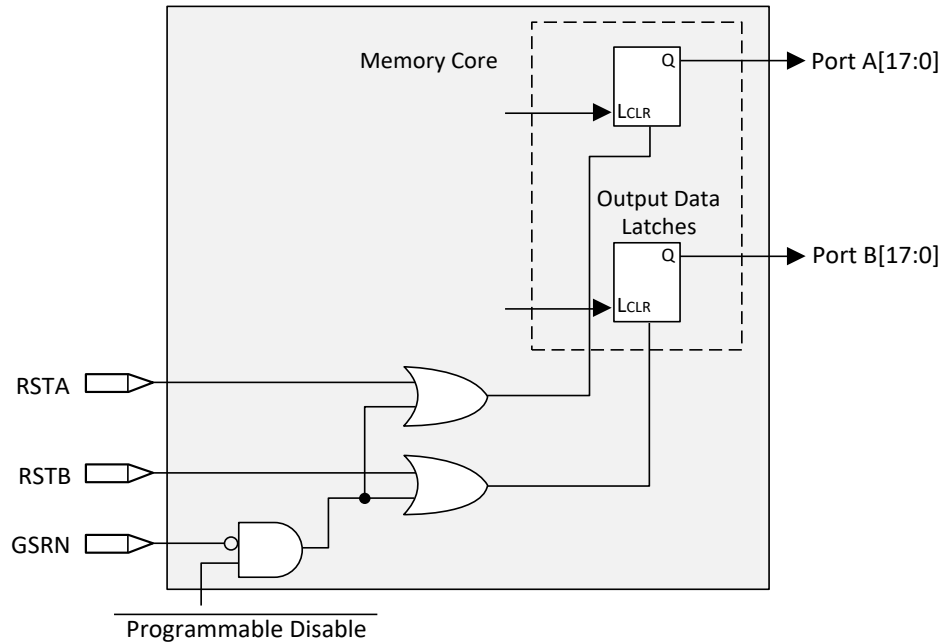 Memory Core
Q
Port A[17:0]
LCLR
Output Data
Latches
Q
Port B[17:0]
LCLR
RSTA
RSTB
GSRN
Programmable Disable